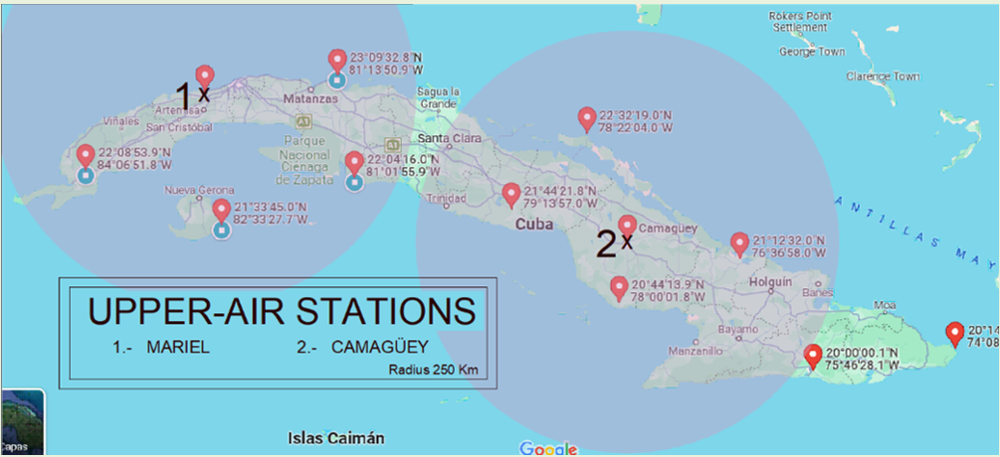 Rokers Point
Settlement
George Town
Clarence Town
23°09'32.8"N
81°13'50.9"W
1x
Artemisa
Matanzas
Sagua la
Grande
Viñales
San Cristóbal
A1
Parque
Nacional
Ciénaga
de Zapata
A1
Santa Clara
22°32'19.0"N
78°22'04.0"W
22°08'53.9"N
84°06'51.8"W
22°04'16.0"N
81°01'55.9"W
Nueva Gerona
21°33'45.0"N
82°33'27.7"W
Trinidad
21°44'21.8"N
79°13'57.0"W
Cuba
ANTILLAS MAY
2x
Camagüey
21°12'32.0"N
76°36'58.0"W
20°44'13.9"N
78°00'01.8"W
Holguín
Banes
Moa
Bayamo
Manzanillo
20°14
74°08
20°00'00.1"N
75°46'28.1"W
UPPER-AIR STATIONS
1.- MARIEL 2.- CAMAGÜEY
Radius 250 Km
apas
Islas Caimán
Google